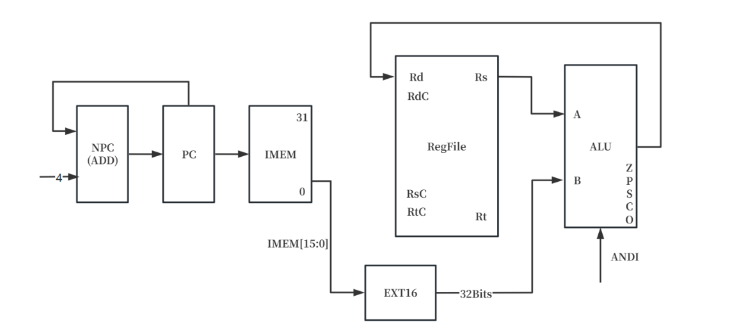 NPC
(ADD)
4
PC
31
IMEM
0
IMEM[15:0]
EXT16
32Bits
Rd
Rs
RdC
RegFile
RsC
RtC
Rt
A
ALU
B
Z
P
S
C
O
ANDI